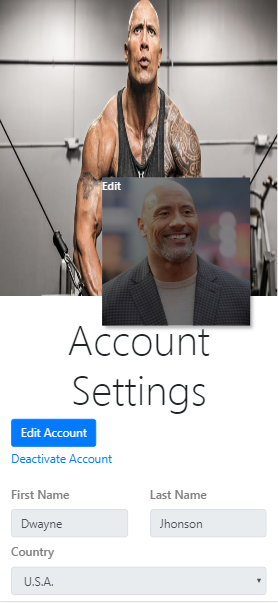 Edit
Account
Settings
Edit Account
Deactivate Account
First Name Last Name
Dwayne Jhonson
Country
U.S.A.